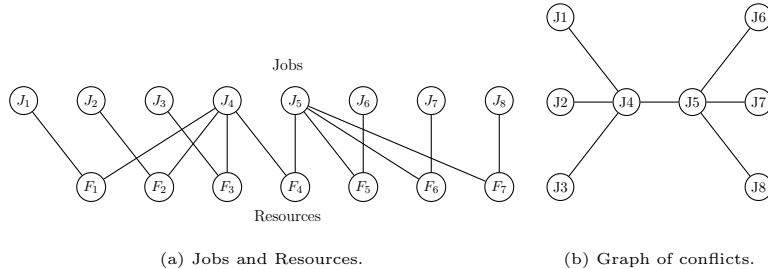 Jobs
J1 J2 J3 J4 J5 J6 J7 J8
F1 F2 F3 F4 F5 F6 F7
Resources
(a) Jobs and Resources.
J1 J6
J2 J4 J5 J7
J3 J8
(b) Graph of conflicts.